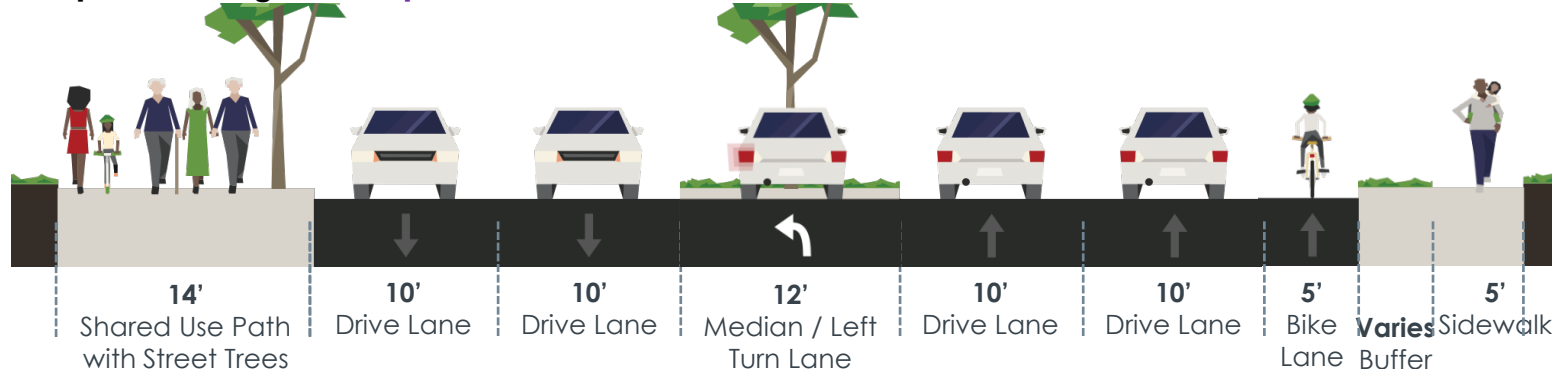 14’
Shared Use Path
with Street Trees
10’
Drive Lane
10’
Drive Lane
12’
Median / Left
Turn Lane
10’
Drive Lane
10’
Drive Lane
5’
Bike
Lane
Varies
Buffer
5’
Sidewalk